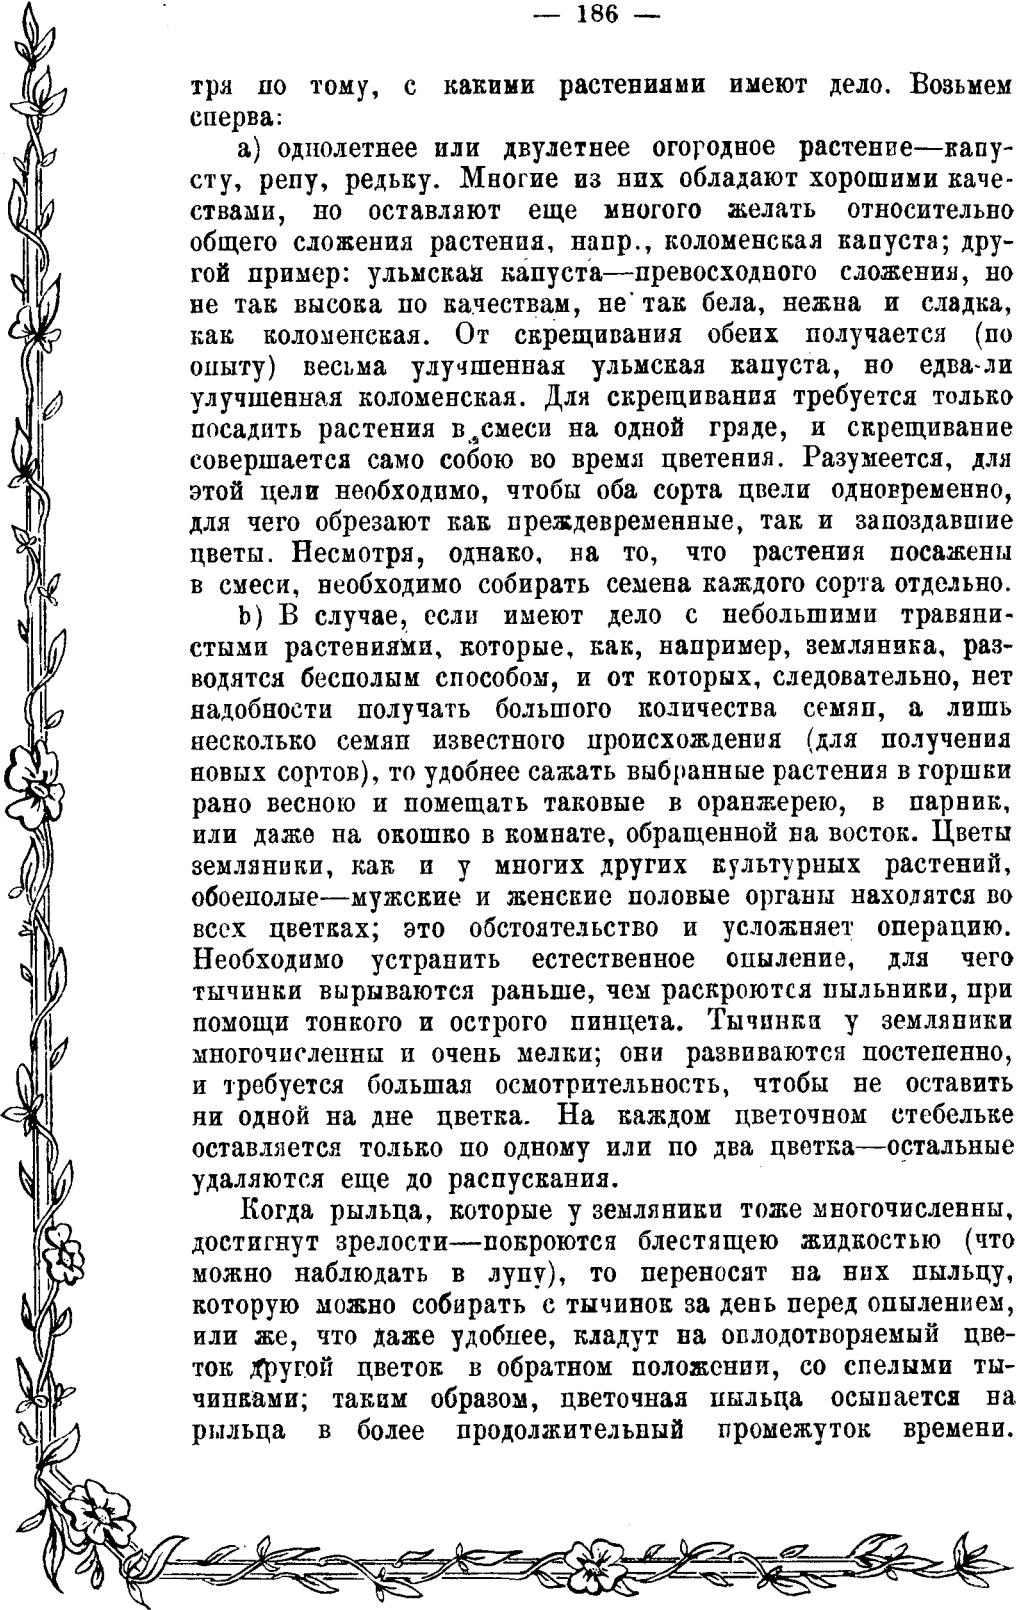 — 186 —
тря по тому, с какими растениями имеют дело. Возьмем
сперва:
а) однолетнее или двулетнее огородное растение—капу-
сту, репу, редьку. Многие из них обладают хорошими каче-
ствами, но оставляют еще многого желать относительно
общего сложения растения, напр., коломенская капуста; дру-
гой пример: ульмская капуста—превосходного сложения, но
не так высока по качествам, не так бела, нежна и сладка,
как коломенская. От скрещивания обеих получается (по
опыту) весьма улучшенная ульмская капуста, но едва-ли
улучшенная коломенская. Для скрещивания требуется только
посадить растения в смеси на одной гряде, и скрещивание
совершается само собою во время цветения. Разумеется, для
этой цели необходимо, чтобы оба сорта цвели одновременно,
для чего обрезают как преждевременные, так и запоздавшие
цветы. Несмотря, однако, на то, что растения посажены
в смеси, необходимо собирать семена каждого сорта отдельно.
b) В случае, если имеют дело с небольшими травяни-
стыми растениями, которые, как, например, земляника, раз-
водятся бесполым способом, и от которых, следовательно, нет
надобности получать большого количества семян, а лишь
несколько семян известного происхождения (для получения
новых сортов), то удобнее сажать выбранные растения в горшки
рано весною и помещать таковые в оранжерею, в парник,
или даже на окошко в комнате, обращенной на восток. Цветы
земляники, как и у многих других культурных растений,
обоеполые—мужские и женские половые органы находятся во
всех цветках; это обстоятельство и усложняет операцию.
Необходимо устранить естественное опыление, для чего
тычинки вырываются раньше, чем раскроются пыльники, при
помощи тонкого и острого пинцета. Тычинки у земляники
многочисленны и очень мелки; они развиваются постепенно,
и требуется большая осмотрительность, чтобы не оставить
ни одной на дне цветка. На каждом цветочном стебельке
оставляется только по одному или по два цветка—остальные
удаляются еще до распускания.
Когда рыльца, которые у земляники тоже многочисленны,
достигнут зрелости—покроются блестящею жидкостью (что
можно наблюдать в лупу), то переносят на них пыльцу,
которую можно собирать с тычинок за день перед опылением,
или же, что даже удобнее, кладут на оплодотворяемый цве-
ток другой цветок в обратном положении, со спелыми ты-
чинками; таким образом, цветочная пыльца осыпается на
рыльца в более продолжительный промежуток времени.